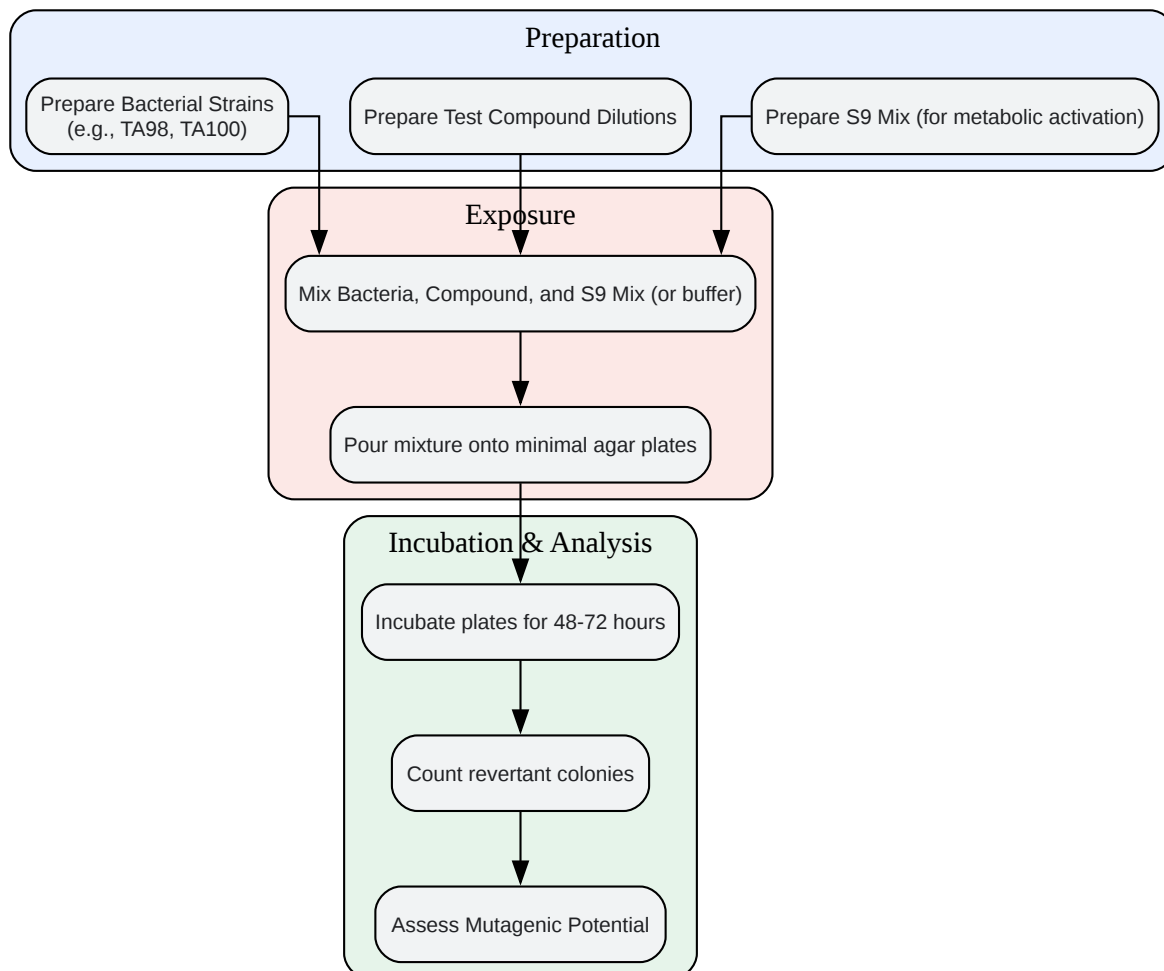 Preparation
Prepare Bacterial Strains
(e.g., TA98, TA100)
Prepare Test Compound Dilutions
Prepare S9 Mix (for metabolic activation)
Exposure
Mix Bacteria, Compound, and S9 Mix (or buffer)
Pour mixture onto minimal agar plates
Incubation & Analysis
Incubate plates for 48-72 hours
Count revertant colonies
Assess Mutagenic Potential